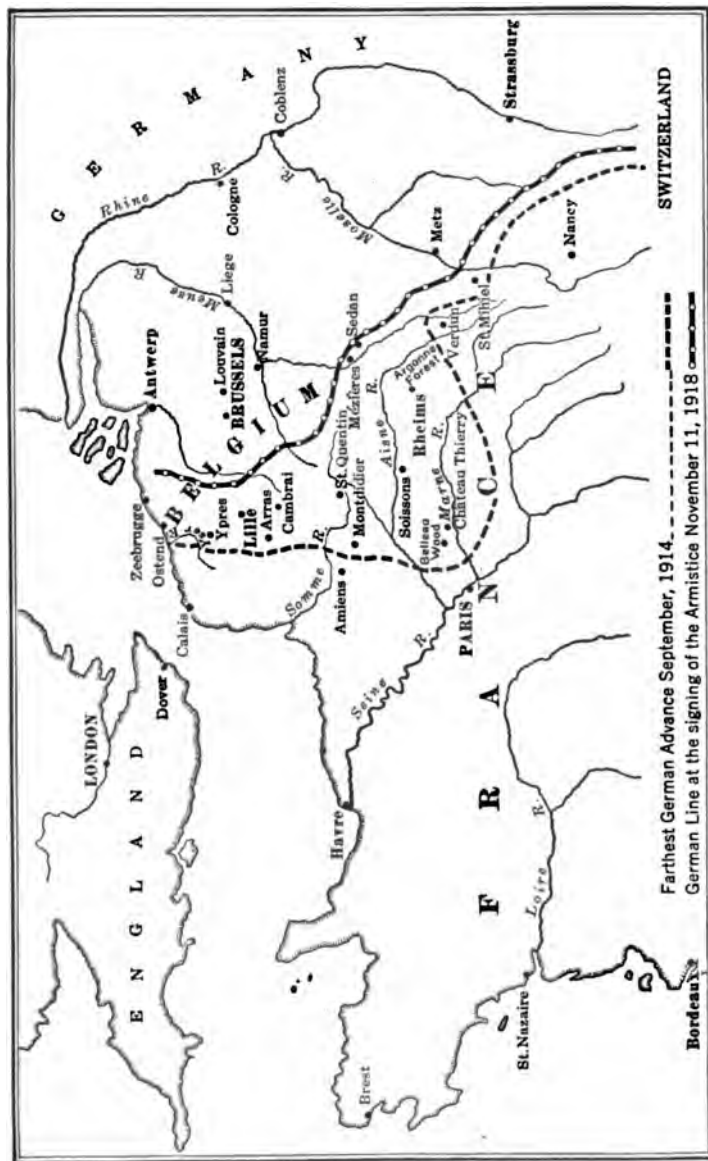 ENGLAND
LONDON
Dover
GERMANY
Rhine R.
Coblenz
Cologne
Strassburg
Moselle R.
Metz
Nancy
SWITZERLAND
Meuse R.
Liege
Antwerp
Louvain
BRUSSELS
Namur
BELGIUM
Zeebrugge
Ostend
Calais
Ypres
Lille
Arras
Cambrai
St. Quentin
Mézières
Sedan
Montdidier
Amiens
Somme R.
Aisne R.
Argonne
Forest
Verdun
St. Mihiel
Rheims
Soissons
Marne R.
Château Thierry
Belleau
Wood
PARIS
Seine R.
Havre
FRANCE
Loire R.
Brest
St. Nazaire
Bordeaux
Farthest German Advance September, 1914
German Line at the signing of the Armistice November 11, 1918